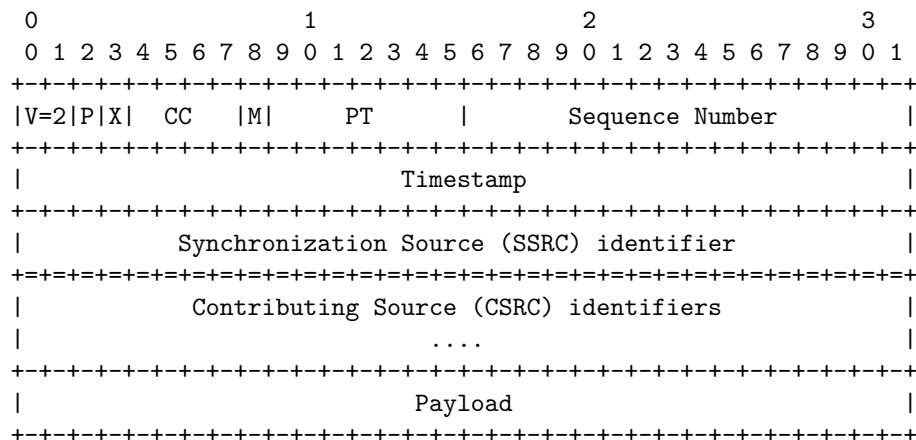 0                   1                   2                   3
 0 1 2 3 4 5 6 7 8 9 0 1 2 3 4 5 6 7 8 9 0 1 2 3 4 5 6 7 8 9 0 1
+-+-+-+-+-+-+-+-+-+-+-+-+-+-+-+-+-+-+-+-+-+-+-+-+-+-+-+-+-+-+-+-+
|V=2|P|X|  CC   |M|     PT      |       Sequence Number         |
+-+-+-+-+-+-+-+-+-+-+-+-+-+-+-+-+-+-+-+-+-+-+-+-+-+-+-+-+-+-+-+-+
|                           Timestamp                           |
+-+-+-+-+-+-+-+-+-+-+-+-+-+-+-+-+-+-+-+-+-+-+-+-+-+-+-+-+-+-+-+-+
|           Synchronization Source (SSRC) identifier            |
+=+=+=+=+=+=+=+=+=+=+=+=+=+=+=+=+=+=+=+=+=+=+=+=+=+=+=+=+=+=+=+=+
|            Contributing Source (CSRC) identifiers             |
|                             ....                              |
+-+-+-+-+-+-+-+-+-+-+-+-+-+-+-+-+-+-+-+-+-+-+-+-+-+-+-+-+-+-+-+-+
|                            Payload                            |
+-+-+-+-+-+-+-+-+-+-+-+-+-+-+-+-+-+-+-+-+-+-+-+-+-+-+-+-+-+-+-+-+